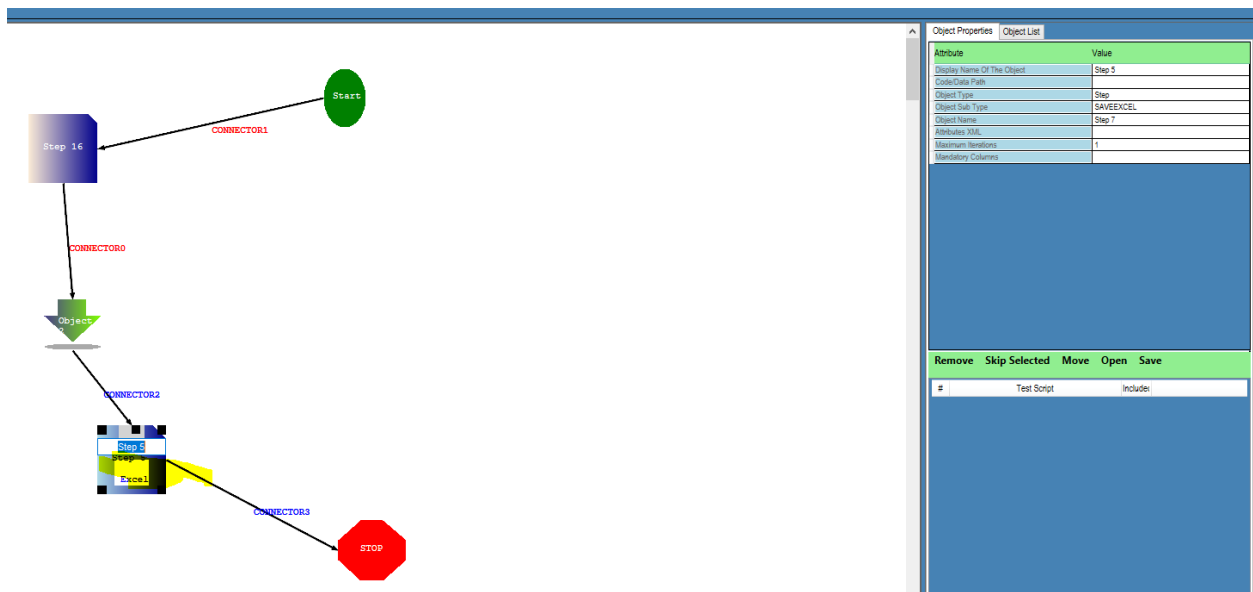 Object Properties Object List
Attribute Value
Display Name Of The Object Step 5
Code/Data Path
Object Type Step
Object Sub Type SAVEEXCEL
Object Name Step 7
Attributes XML
Maximum Iterations 1
Mandatory Columns
Remove Skip Selected Move Open Save
# Test Script Includec
Start
CONNECTOR1
Step 16
CONNECTOR0
Object
CONNECTOR2
Step 5
Excel
CONNECTOR3
STOP